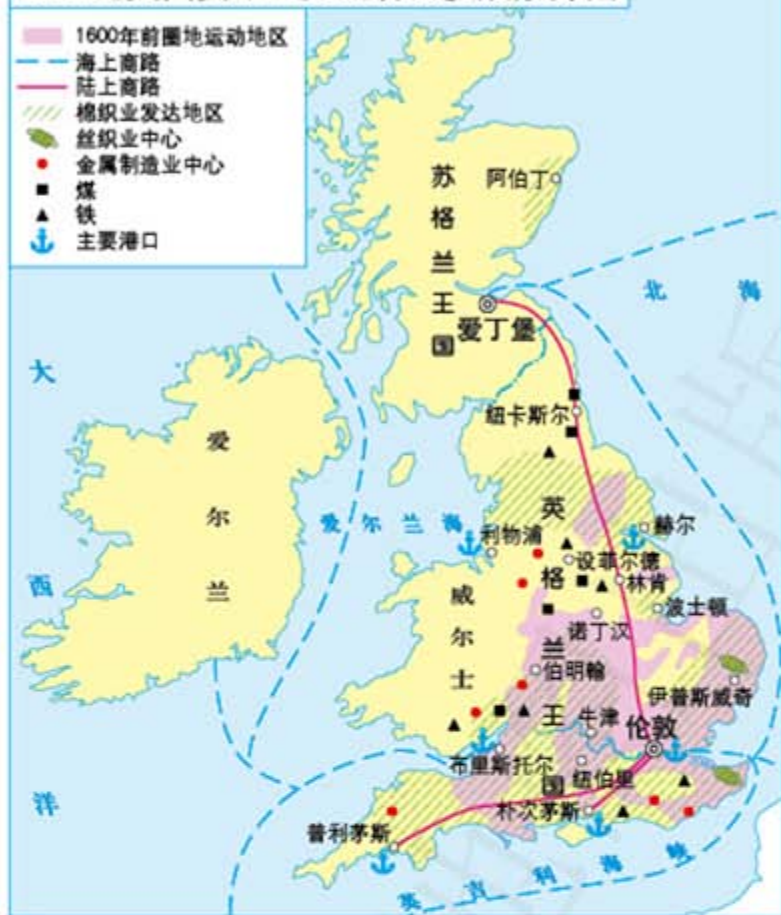 1600年前圈地运动地区
海上商路
陆上商路
棉织业发达地区
丝织业中心
金属制造业中心
煤
铁
主要港口
苏格兰王国
阿伯丁
北海
爱丁堡
大西洋
纽卡斯尔
爱尔兰
爱尔兰海
英格兰王国
赫尔
利物浦
设菲尔德
林肯
威尔士
波士顿
诺丁汉
伯明翰
伊普斯威奇
牛津
伦敦
布里斯托尔
纽伯里
朴次茅斯
普利茅斯
英吉利海峡